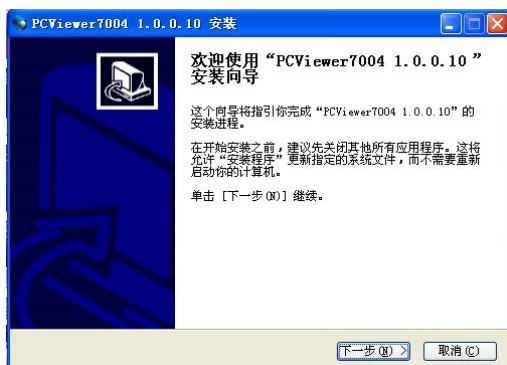 PCViewer7004 1.0.0.10 安装
欢迎使用“PCViewer7004 1.0.0.10 ”
安装向导
这个向导将指引你完成“PCViewer7004 1.0.0.10”的
安装进程。
在开始安装之前，建议先关闭其他所有应用程序。这将
允许“安装程序”更新指定的系统文件，而不需要重新
启动你的计算机。
单击 [下一步(N)] 继续。
下一步(N) >
取消(C)